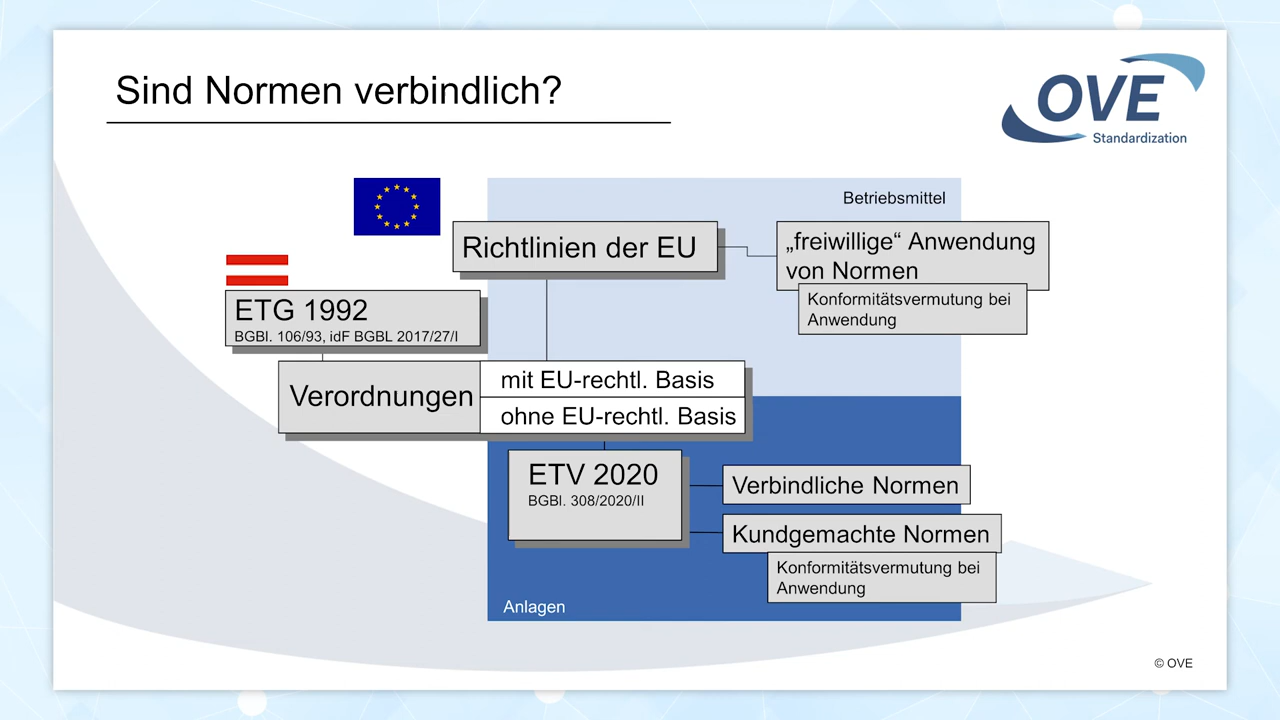 Sind Normen verbindlich?
OVE
Standardization
Betriebsmittel
Richtlinien der EU
„freiwillige“ Anwendung
von Normen
Konformitätsvermutung bei
Anwendung
ETG 1992
BGBl. 106/93, idF BGBL 2017/27/I
Verordnungen
mit EU-rechtl. Basis
ohne EU-rechtl. Basis
ETV 2020
BGBl. 308/2020/II
Verbindliche Normen
Kundgemachte Normen
Konformitätsvermutung bei
Anwendung
Anlagen
© OVE